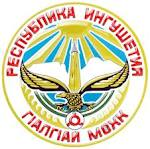 РЕСПУБЛИКА ИНГУШЕТИЯ
ГIАЛГIАЙ МОХК